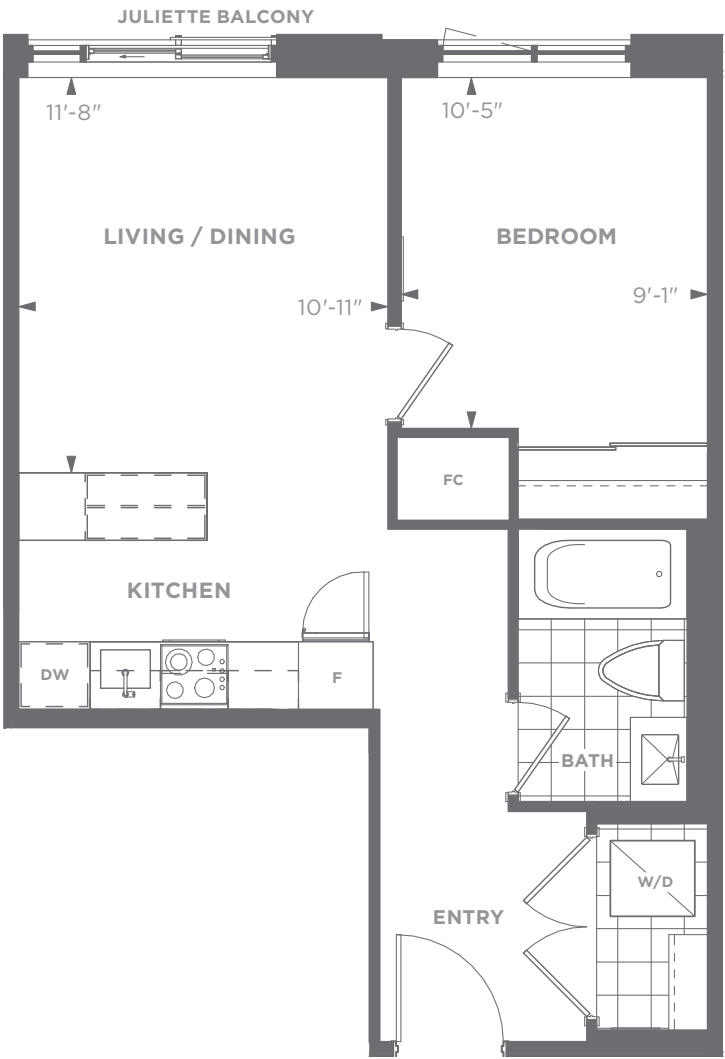 JULIETTE BALCONY
11'-8"
10'-5"
LIVING / DINING
BEDROOM
10'-11"
9'-1"
FC
KITCHEN
DW
F
BATH
W/D
ENTRY